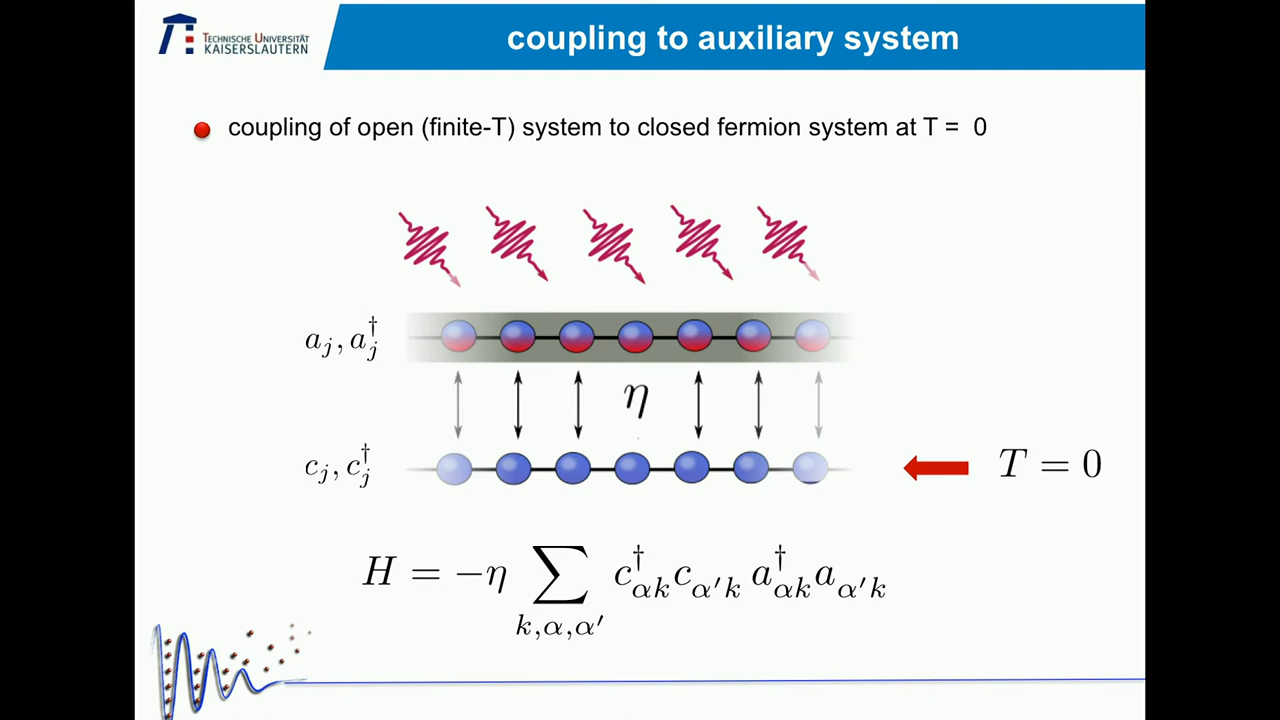 TECHNISCHE UNIVERSITÄT
KAISERSLAUTERN
coupling to auxiliary system
coupling of open (finite-T) system to closed fermion system at T = 0
a_j, a_j^†
η
c_j, c_j^†
T = 0
H = −η ∑_{k,α,α′} c^†_{αk} c_{α′k} a^†_{αk} a_{α′k}